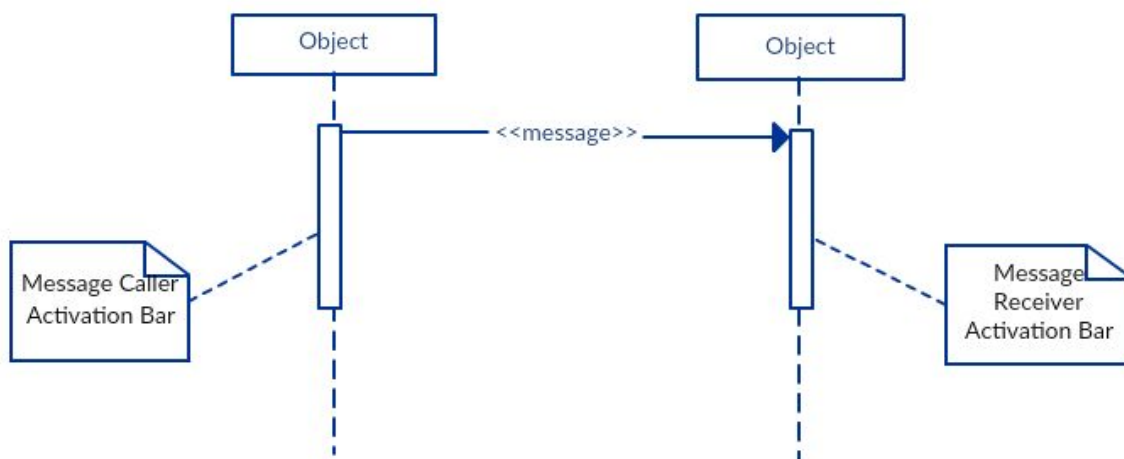 Object
Object
<<message>>
Message Caller
Activation Bar
Message
Receiver
Activation Bar